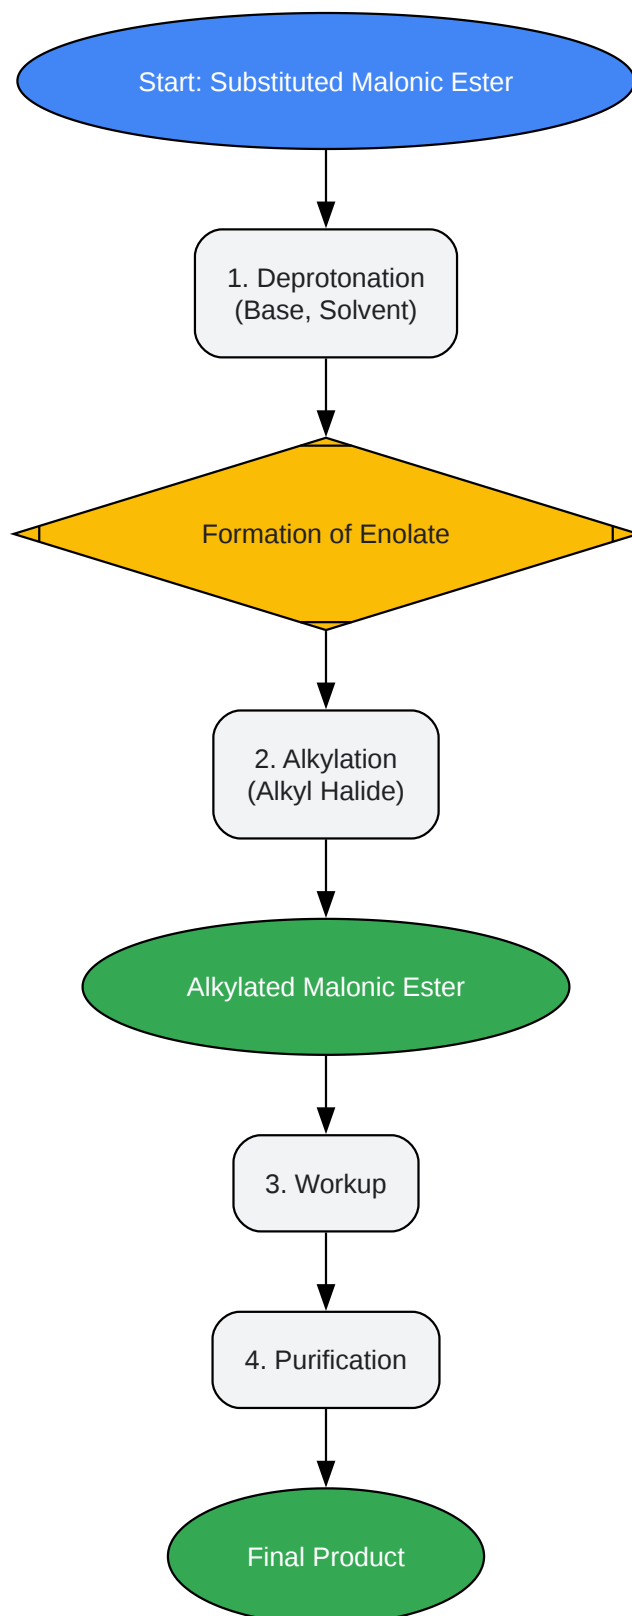 Start: Substituted Malonic Ester
1. Deprotonation
(Base, Solvent)
Formation of Enolate
2. Alkylation
(Alkyl Halide)
Alkylated Malonic Ester
3. Workup
4. Purification
Final Product